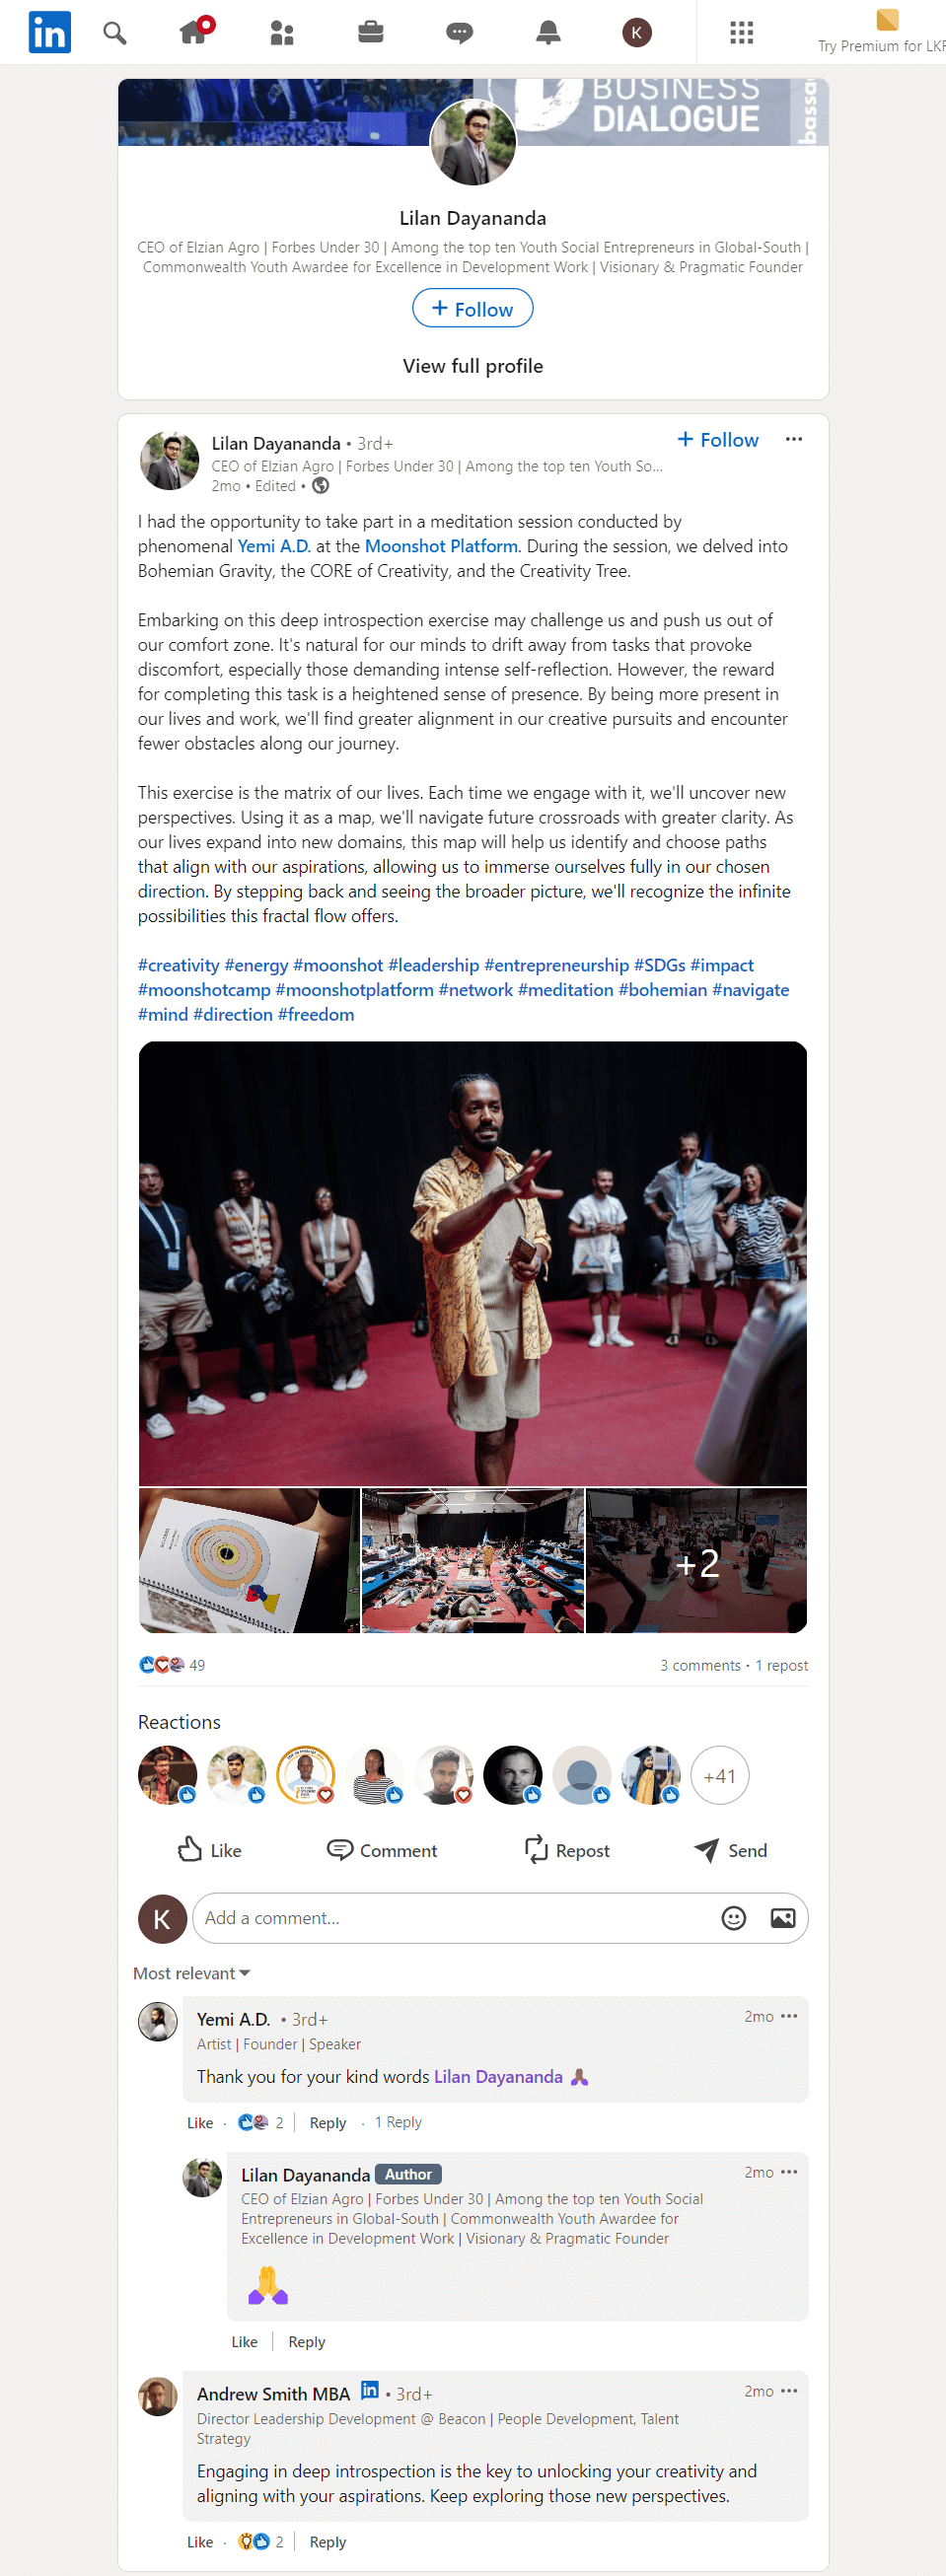 in
K
Try Premium for LKR
BUSINESS
DIALOGUE
bassa
Lilan Dayananda
CEO of Elzian Agro | Forbes Under 30 | Among the top ten Youth Social Entrepreneurs in Global-South |
Commonwealth Youth Awardee for Excellence in Development Work | Visionary & Pragmatic Founder
+ Follow
View full profile
Lilan Dayananda • 3rd+
+ Follow
CEO of Elzian Agro | Forbes Under 30 | Among the top ten Youth So...
2mo • Edited •
I had the opportunity to take part in a meditation session conducted by
phenomenal Yemi A.D. at the Moonshot Platform. During the session, we delved into
Bohemian Gravity, the CORE of Creativity, and the Creativity Tree.
Embarking on this deep introspection exercise may challenge us and push us out of
our comfort zone. It's natural for our minds to drift away from tasks that provoke
discomfort, especially those demanding intense self-reflection. However, the reward
for completing this task is a heightened sense of presence. By being more present in
our lives and work, we'll find greater alignment in our creative pursuits and encounter
fewer obstacles along our journey.
This exercise is the matrix of our lives. Each time we engage with it, we'll uncover new
perspectives. Using it as a map, we'll navigate future crossroads with greater clarity. As
our lives expand into new domains, this map will help us identify and choose paths
that align with our aspirations, allowing us to immerse ourselves fully in our chosen
direction. By stepping back and seeing the broader picture, we'll recognize the infinite
possibilities this fractal flow offers.
#creativity #energy #moonshot #leadership #entrepreneurship #SDGs #impact
#moonshotcamp #moonshotplatform #network #meditation #bohemian #navigate
#mind #direction #freedom
+2
49
3 comments • 1 repost
Reactions
+41
Like
Comment
Repost
Send
K
Add a comment...
Most relevant
Yemi A.D. • 3rd+
2mo
Artist | Founder | Speaker
Thank you for your kind words Lilan Dayananda 🙏🏾
Like · 2 | Reply · 1 Reply
Lilan Dayananda Author
2mo
CEO of Elzian Agro | Forbes Under 30 | Among the top ten Youth Social
Entrepreneurs in Global-South | Commonwealth Youth Awardee for
Excellence in Development Work | Visionary & Pragmatic Founder
🙏
Like | Reply
Andrew Smith MBA in • 3rd+
2mo
Director Leadership Development @ Beacon | People Development, Talent
Strategy
Engaging in deep introspection is the key to unlocking your creativity and
aligning with your aspirations. Keep exploring those new perspectives.
Like · 2 | Reply